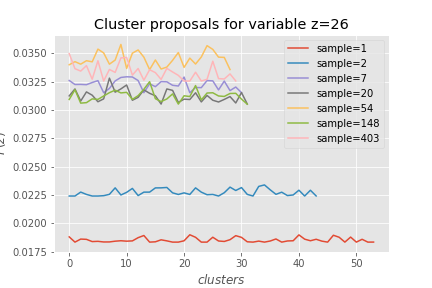 Cluster proposals for variable z=26
0.0350
0.0325
0.0300
0.0275
0.0250
0.0225
0.0200
0.0175
0 10 20 30 40 50
clusters
sample=1
sample=2
sample=7
sample=20
sample=54
sample=148
sample=403